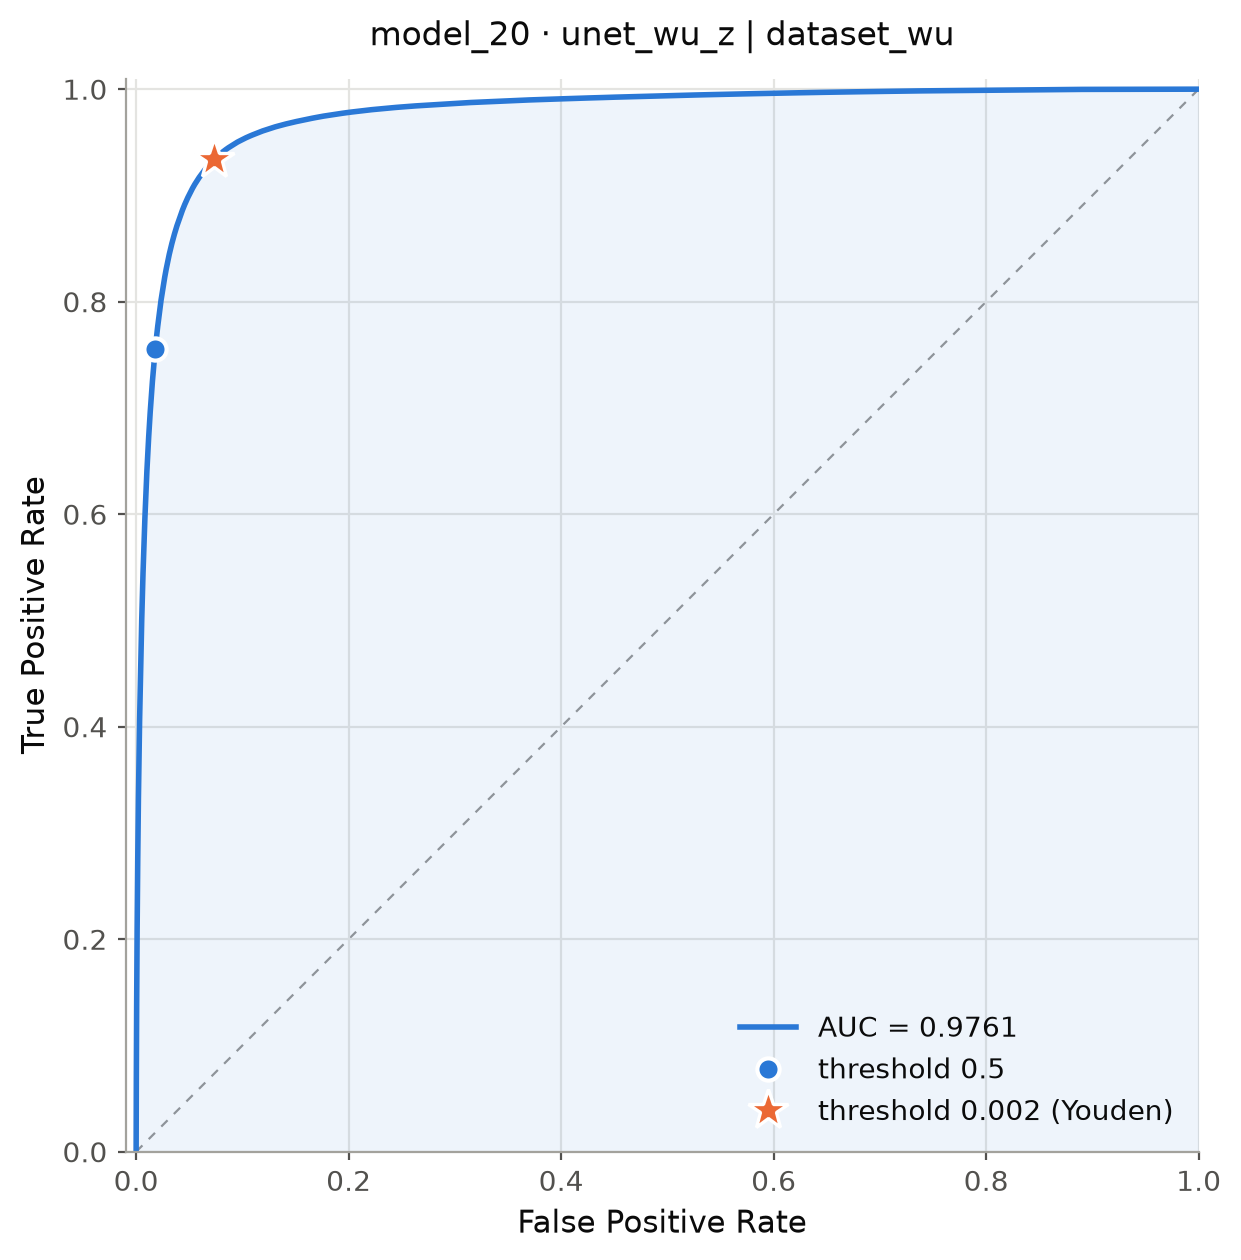 model_20 · unet_wu_z | dataset_wu
1.0
0.8
0.6
0.4
0.2
0.0
True Positive Rate
AUC = 0.9761
threshold 0.5
threshold 0.002 (Youden)
0.0 0.2 0.4 0.6 0.8 1.0
False Positive Rate